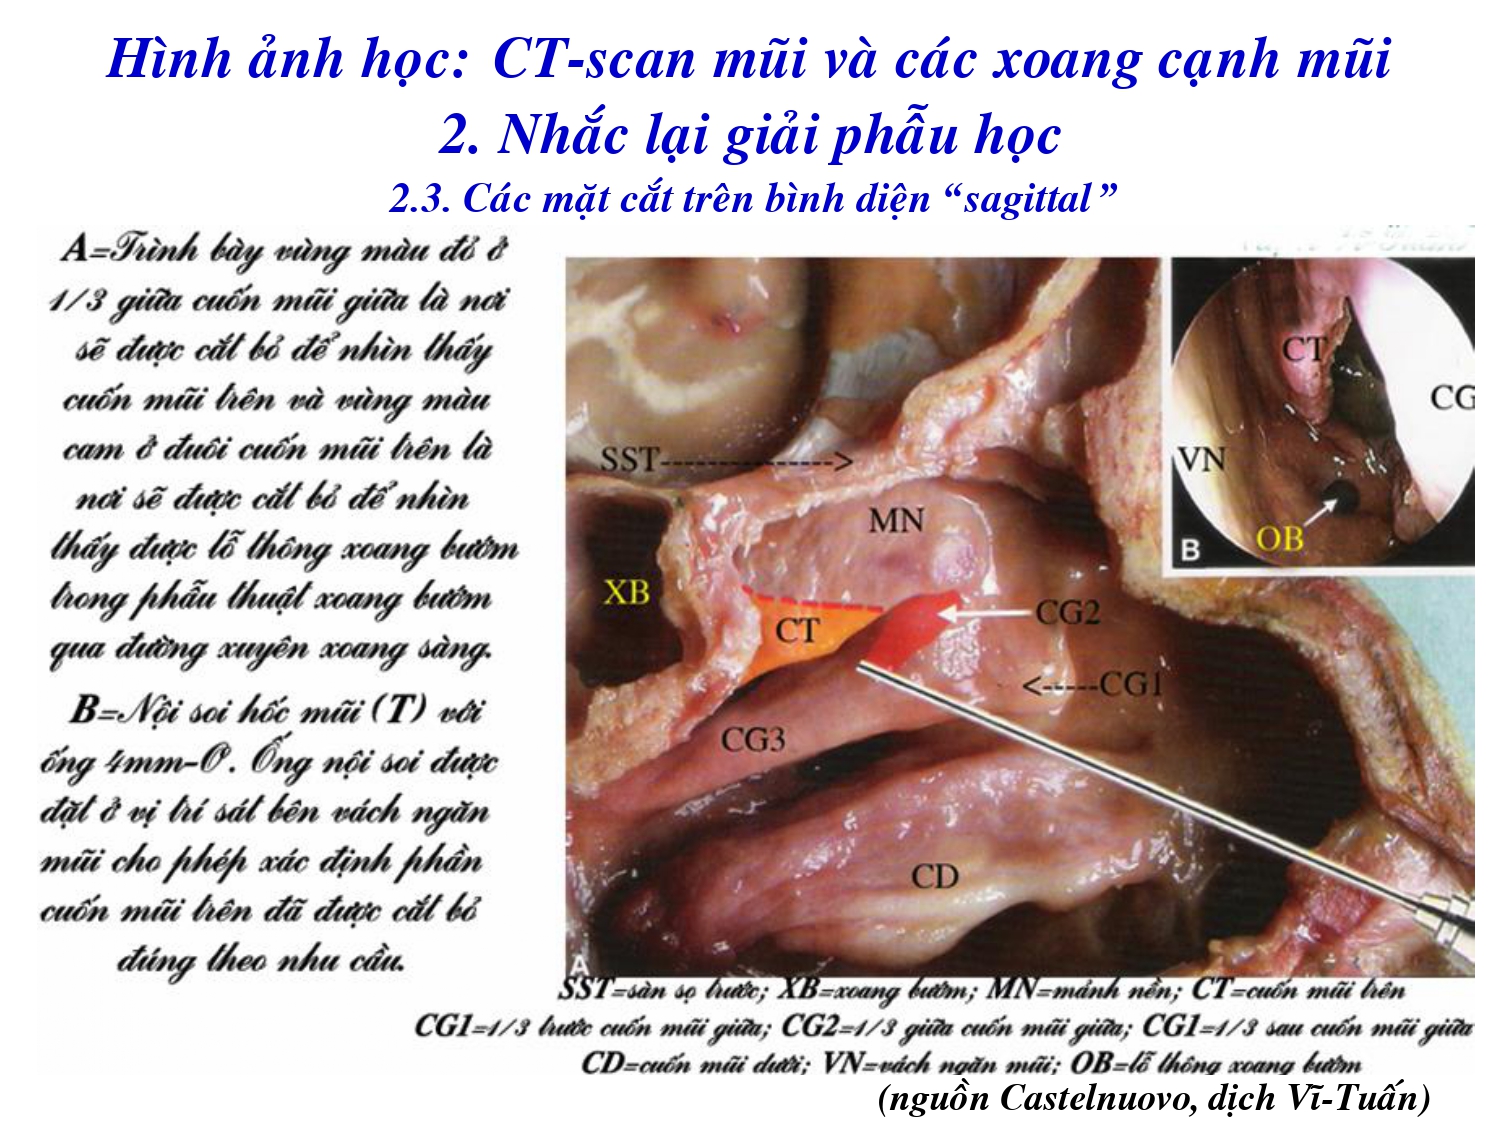 Hình ảnh học: CT-scan mũi và các xoang cạnh mũi
2. Nhắc lại giải phẫu học
2.3. Các mặt cắt trên bình diện “sagittal”
A=Trình bày vùng màu đỏ ở
1/3 giữa cuốn mũi giữa là nơi
sẽ được cắt bỏ để nhìn thấy
cuốn mũi trên và vùng màu
cam ở đuôi cuốn mũi trên là
nơi sẽ được cắt bỏ để nhìn
thấy được lỗ thông xoang bướm
trong phẫu thuật xoang bướm
qua đường xuyên xoang sàng.
B=Nội soi hốc mũi (T) với
ống 4mm-0°. Ống nội soi được
đặt ở vị trí sát bên vách ngăn
mũi cho phép xác định phần
cuốn mũi trên đã được cắt bỏ
đúng theo nhu cầu.
SST-------------->
MN
XB
CT
CG2
<-----CG1
CG3
CD
A
CT
CG
VN
OB
B
SST=sàn sọ trước; XB=xoang bướm; MN=mảnh nền; CT=cuốn mũi trên
CG1=1/3 trước cuốn mũi giữa; CG2=1/3 giữa cuốn mũi giữa; CG1=1/3 sau cuốn mũi giữa
CD=cuốn mũi dưới; VN=vách ngăn mũi; OB=lỗ thông xoang bướm
(nguồn Castelnuovo, dịch Vĩ-Tuấn)